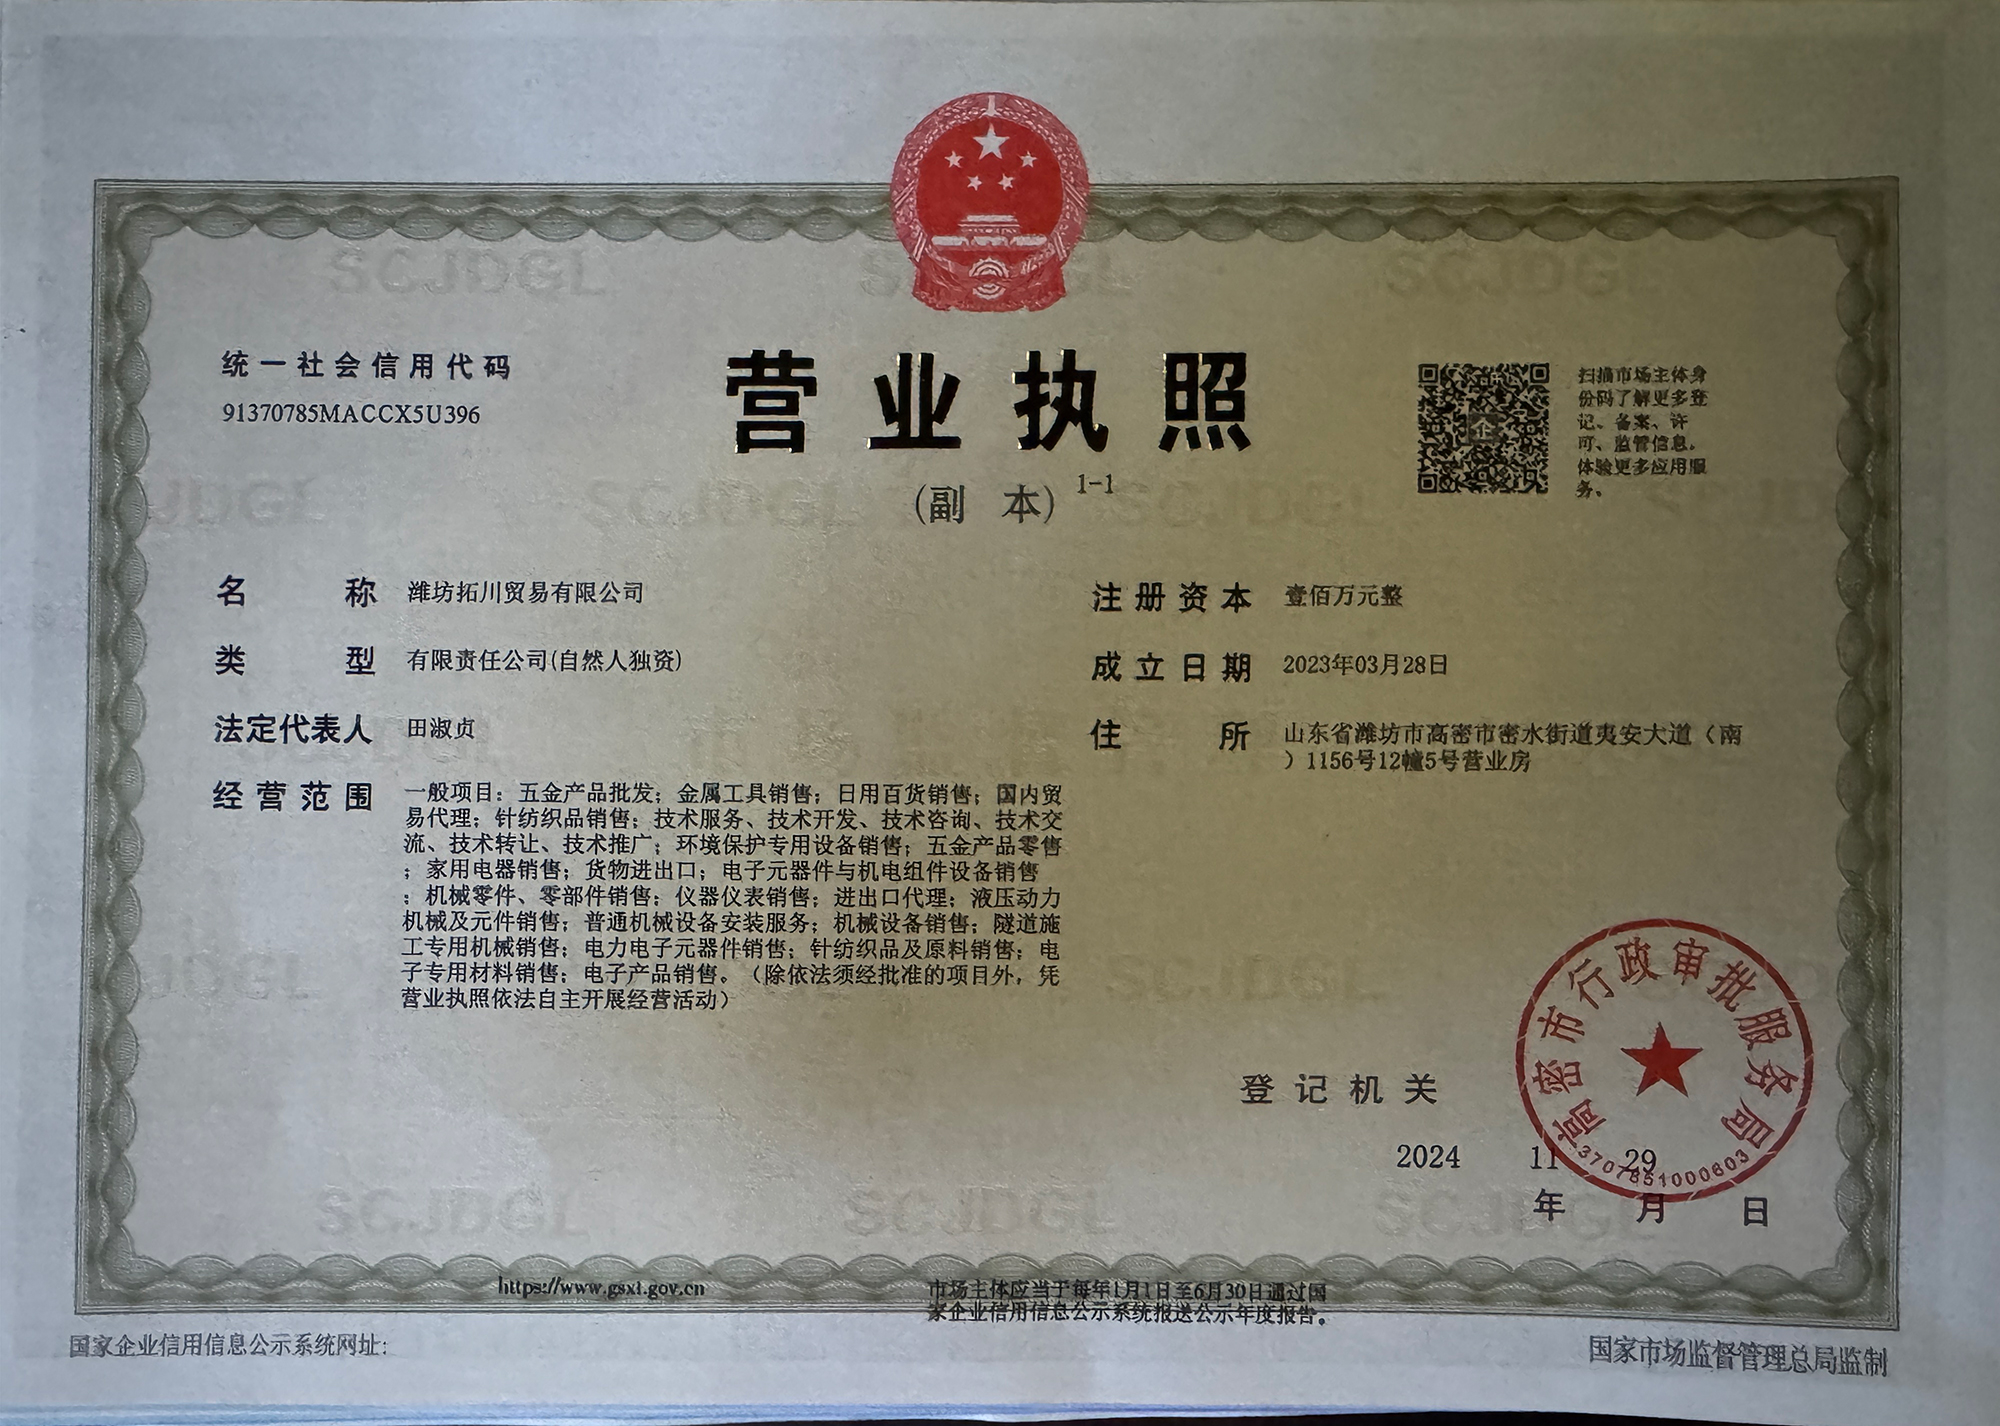 统一社会信用代码
91370785MACCX5U396
营业执照
(副 本) 1-1
扫描市场主体身
份码了解更多登
记、备案、许
可、监管信息。
体验更多应用服
务。
名 称 潍坊拓川贸易有限公司
类 型 有限责任公司(自然人独资)
法定代表人 田淑贞
经营范围 一般项目：五金产品批发；金属工具销售；日用百货销售；国内贸
易代理；针纺织品销售；技术服务、技术开发、技术咨询、技术交
流、技术转让、技术推广；环境保护专用设备销售；五金产品零售
；家用电器销售；货物进出口；电子元器件与机电组件设备销售
；机械零件、零部件销售；仪器仪表销售；进出口代理；液压动力
机械及元件销售；普通机械设备安装服务；机械设备销售；隧道施
工专用机械销售；电力电子元器件销售；针纺织品及原料销售；电
子专用材料销售；电子产品销售。（除依法须经批准的项目外，凭
营业执照依法自主开展经营活动）
注册资本 壹佰万元整
成立日期 2023年03月28日
住 所 山东省潍坊市高密市密水街道夷安大道（南
）1156号12幢5号营业房
登记机关
高密市行政审批服务局
3707851000603
2024 11 29
年 月 日
https://www.gsxt.gov.cn
市场主体应当于每年1月1日至6月30日通过国
家企业信用信息公示系统报送公示年度报告。
国家企业信用信息公示系统网址：
国家市场监督管理总局监制
SCJDGL